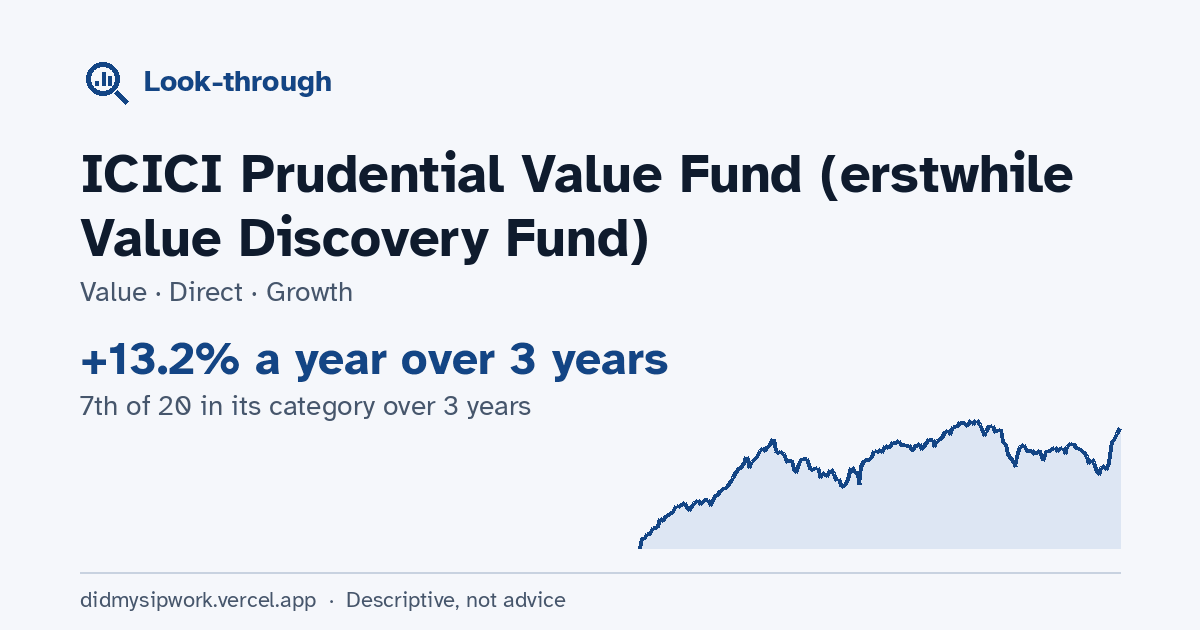 Look-through
ICICI Prudential Value Fund (erstwhile
Value Discovery Fund)
Value · Direct · Growth
+13.2% a year over 3 years
7th of 20 in its category over 3 years
didmysipwork.vercel.app · Descriptive, not advice